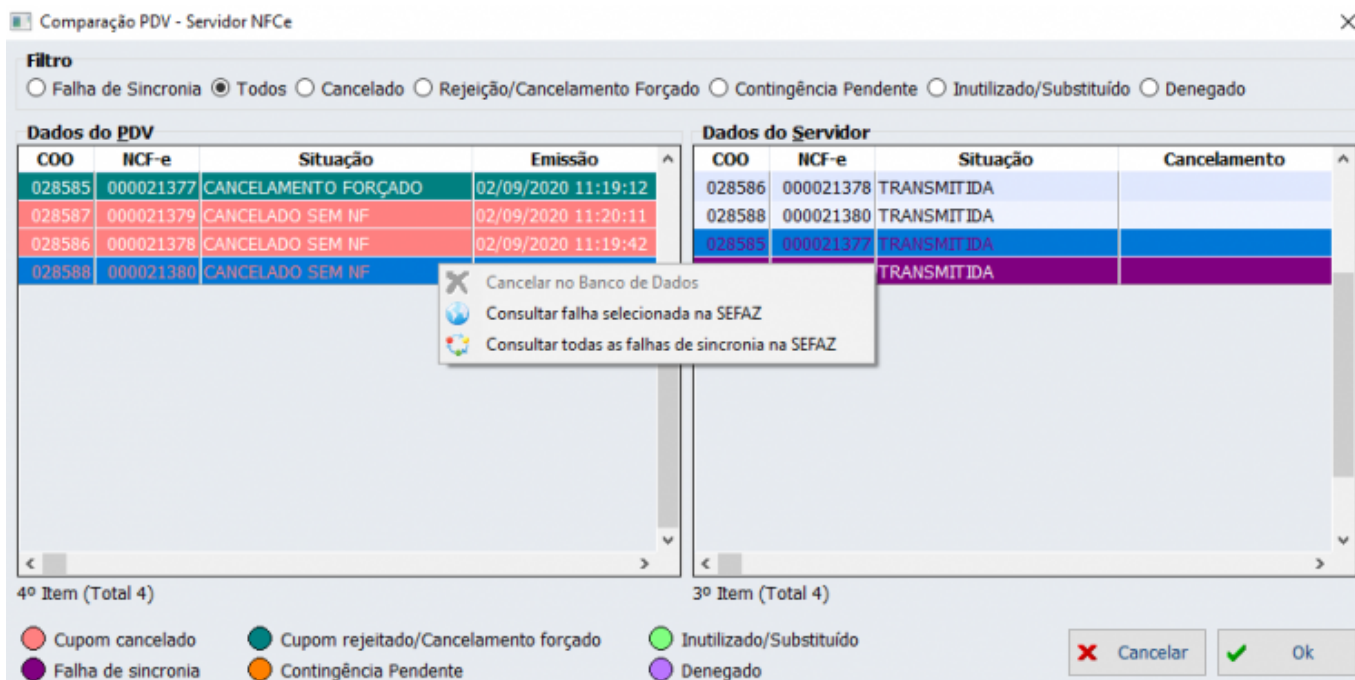 Comparação PDV - Servidor NFCe
Filtro
Falha de Sincronia Todos Cancelado Rejeição/Cancelamento Forçado Contingência Pendente Inutilizado/Substituído Denegado
Dados do PDV
COO NCF-e Situação Emissão
028585 000021377 CANCELAMENTO FORÇADO 02/09/2020 11:19:12
028587 000021379 CANCELADO SEM NF 02/09/2020 11:20:11
028586 000021378 CANCELADO SEM NF 02/09/2020 11:19:42
028588 000021380 CANCELADO SEM NF
4º Item (Total 4)
Dados do Servidor
COO NCF-e Situação Cancelamento
028586 000021378 TRANSMITIDA
028588 000021380 TRANSMITIDA
028585 000021377 TRANSMITIDA
TRANSMITIDA
3º Item (Total 4)
Cancelar no Banco de Dados
Consultar falha selecionada na SEFAZ
Consultar todas as falhas de sincronia na SEFAZ
Cupom cancelado Cupom rejeitado/Cancelamento forçado Inutilizado/Substituído
Falha de sincronia Contingência Pendente Denegado
Cancelar Ok